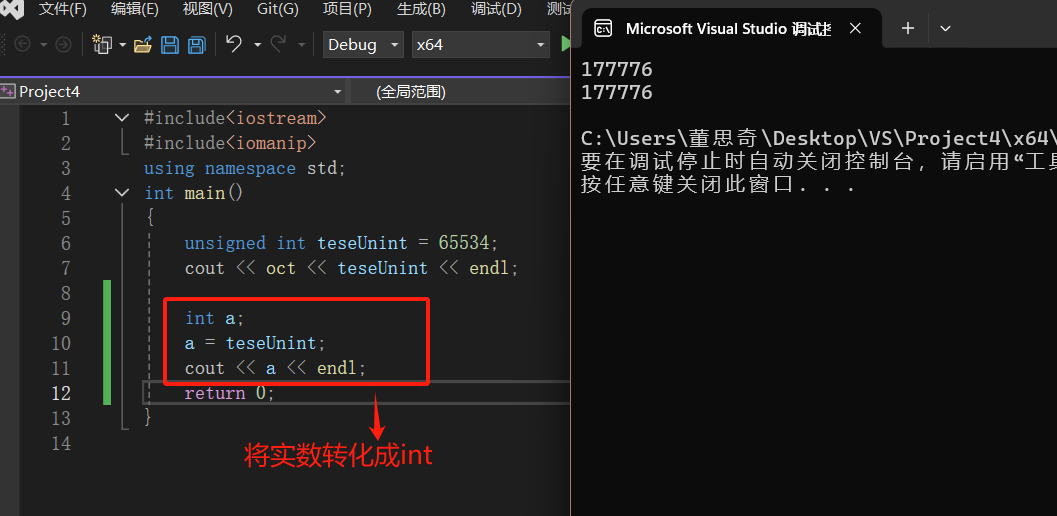 文件(F) 编辑(E) 视图(V) Git(G) 项目(P) 生成(B) 调试(D) 测试
Debug x64
Project4 (全局范围)
1 #include<iostream>
2 #include<iomanip>
3 using namespace std;
4 int main()
5 {
6 unsigned int teseUnint = 65534;
7 cout << oct << teseUnint << endl;
8
9 int a;
10 a = teseUnint;
11 cout << a << endl;
12 return 0;
13 }
14
将实数转化成int
Microsoft Visual Studio 调试
177776
177776
C:\Users\董思奇\Desktop\VS\Project4\x64\
要在调试停止时自动关闭控制台，请启用“工具
按任意键关闭此窗口. . .